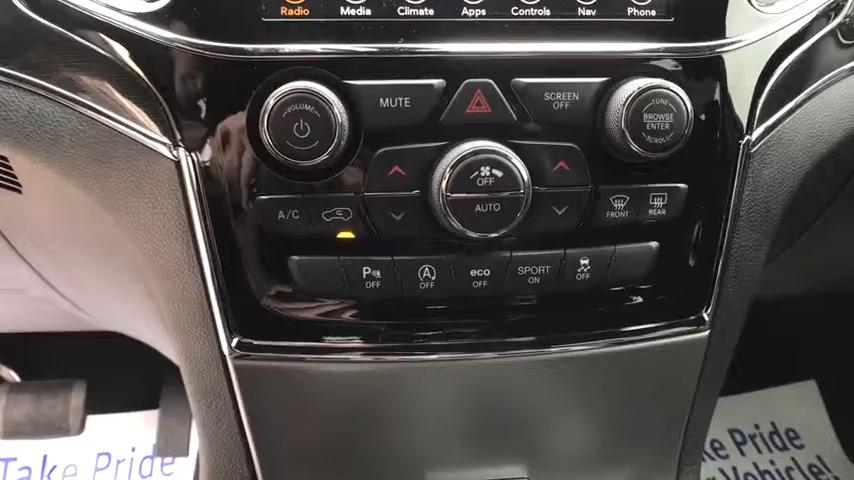 Radio Media Climate Apps Controls Nav Phone
VOLUME
MUTE
SCREEN
OFF
TUNE
BROWSE
ENTER
SCROLL
OFF
AUTO
A/C
FRONT
REAR
P OFF
A OFF
eco OFF
SPORT ON
OFF
Take Pride
Take Pride
Vehicle!